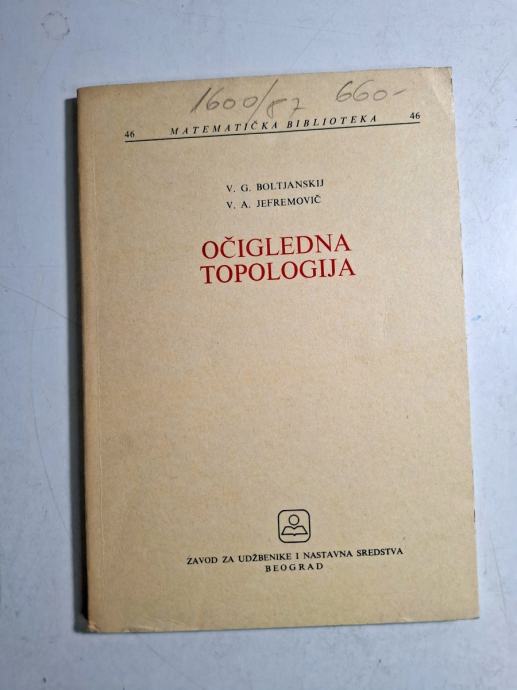 1600/87 660-
46 MATEMATIČKA BIBLIOTEKA 46
V. G. BOLTJANSKIJ
V. A. JEFREMOVIČ
OČIGLEDNA
TOPOLOGIJA
ZAVOD ZA UDŽBENIKE I NASTAVNA SREDSTVA
BEOGRAD